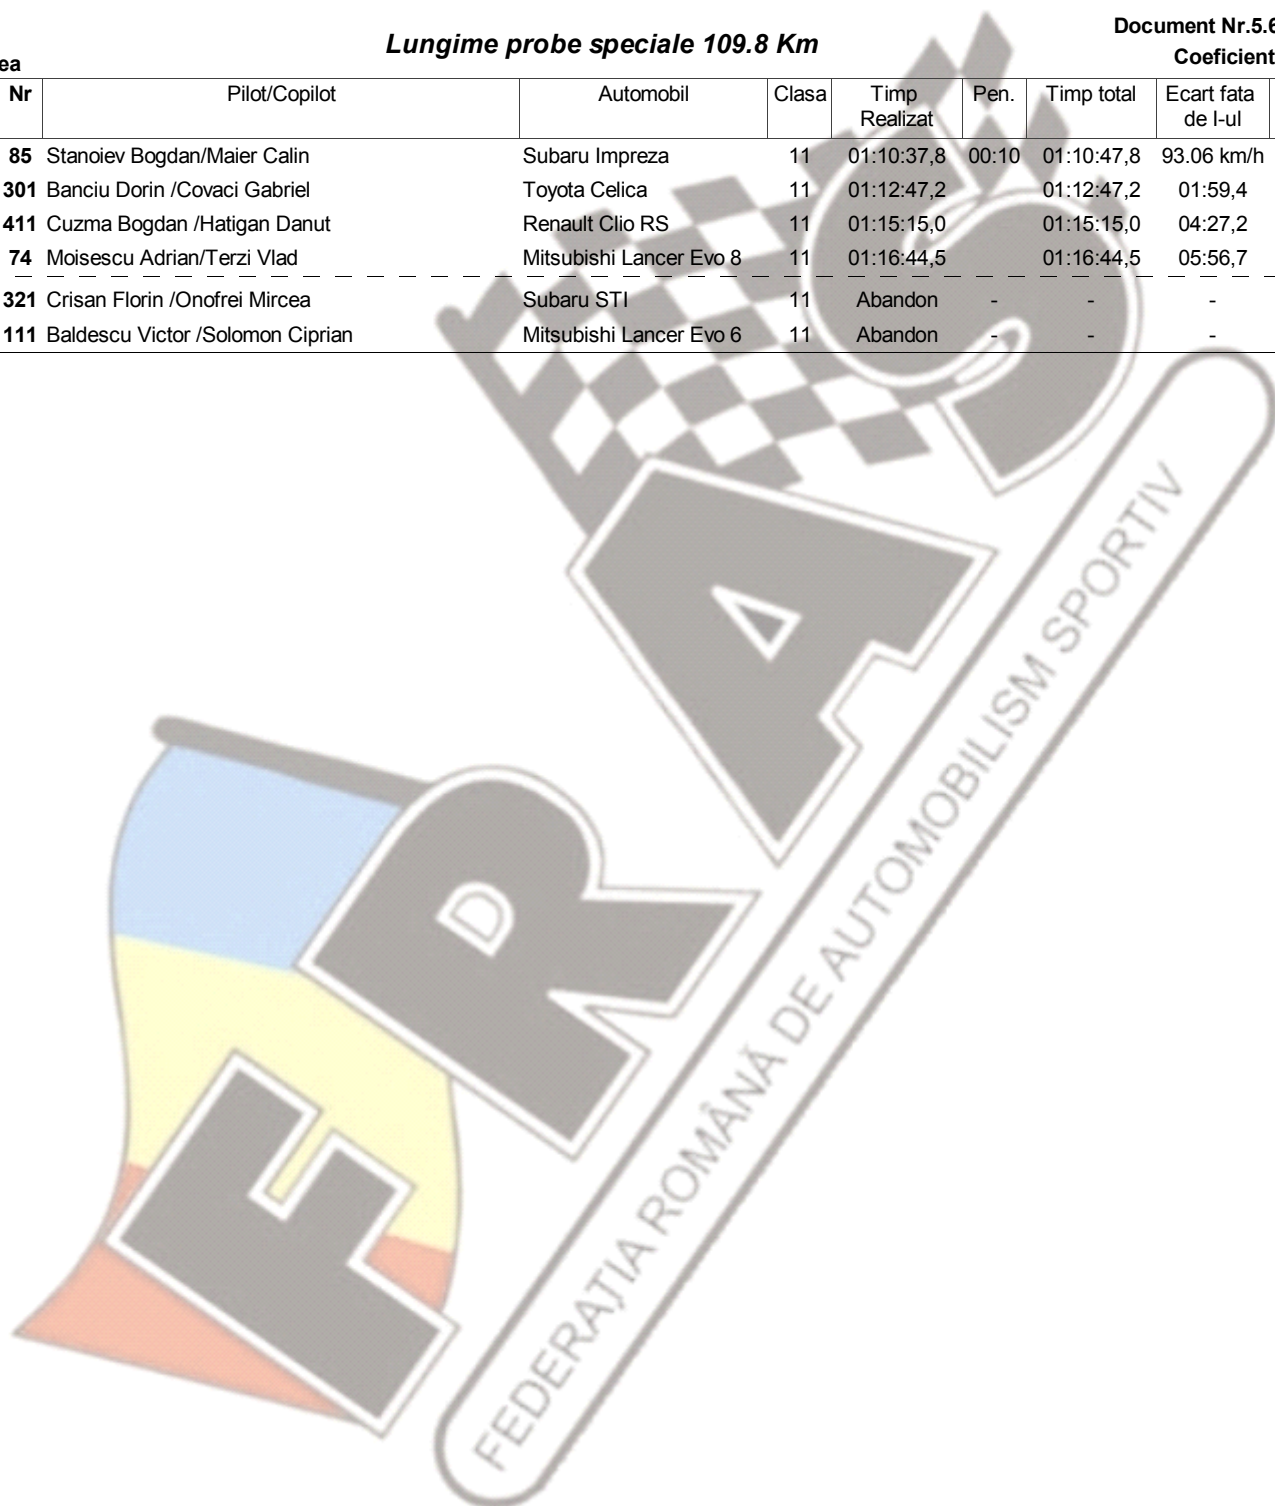 Document Nr.5.6
Lungime probe speciale 109.8 Km
Coeficient
ea
Nr Pilot/Copilot Automobil Clasa Timp Realizat Pen. Timp total Ecart fata de I-ul
85 Stanoiev Bogdan/Maier Calin Subaru Impreza 11 01:10:37,8 00:10 01:10:47,8 93.06 km/h
301 Banciu Dorin /Covaci Gabriel Toyota Celica 11 01:12:47,2 01:12:47,2 01:59,4
411 Cuzma Bogdan /Hatigan Danut Renault Clio RS 11 01:15:15,0 01:15:15,0 04:27,2
74 Moisescu Adrian/Terzi Vlad Mitsubishi Lancer Evo 8 11 01:16:44,5 01:16:44,5 05:56,7
321 Crisan Florin /Onofrei Mircea Subaru STI 11 Abandon - - -
111 Baldescu Victor /Solomon Ciprian Mitsubishi Lancer Evo 6 11 Abandon - - -
FRAS
FEDERAȚIA ROMÂNĂ DE AUTOMOBILISM SPORTIV